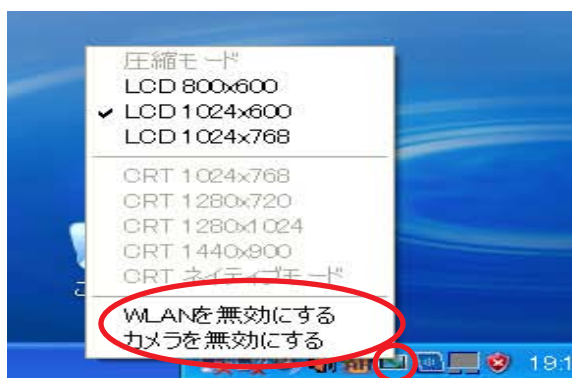 圧縮モード
LCD 800x600
LCD 1024x600
LCD 1024x768
CRT 1024x768
CRT 1280x720
CRT 1280x1024
CRT 1440x900
CRT ネイティブモード
WLANを無効にする
カメラを無効にする
19:1